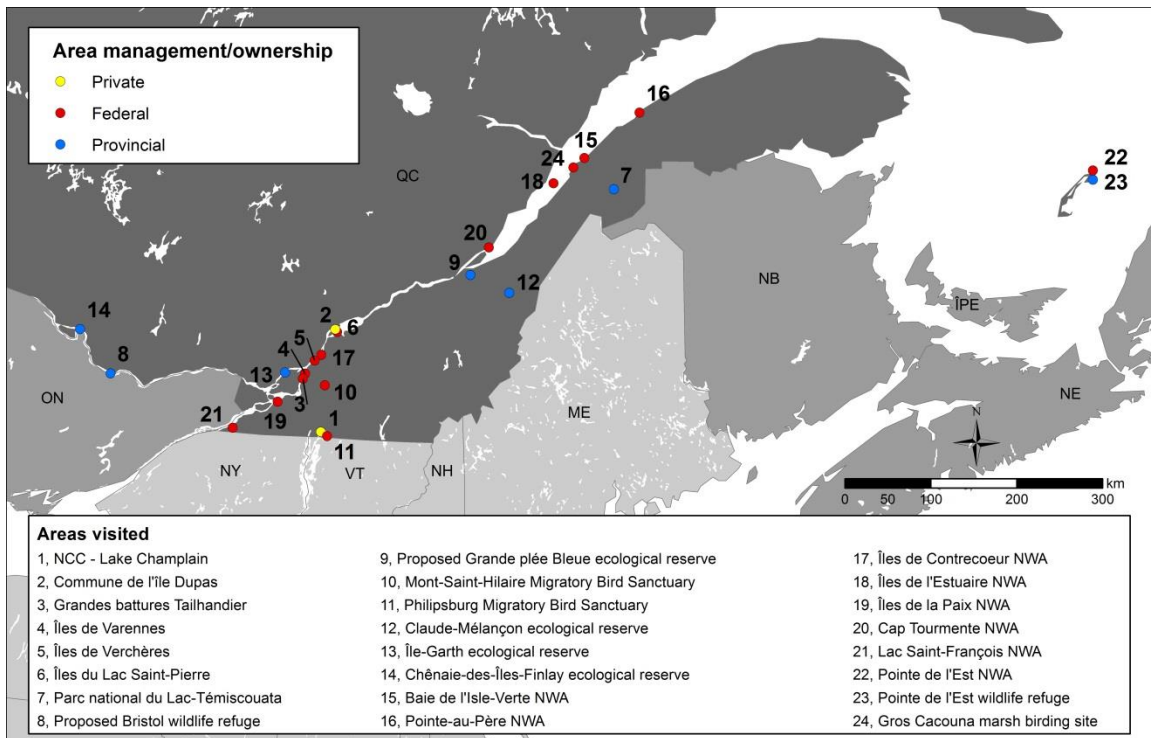 Area management/ownership
Private
Federal
Provincial
16
15
24
7
18
22
23
QC
20
9
12
NB
14
2
6
5
ÎPE
4
17
8
13
10
ON
3
ME
NE
N
21
19
1
11
NY
VT
NH
km
0 50 100 200 300
Areas visited
1, NCC - Lake Champlain
2, Commune de l'île Dupas
3, Grandes battures Tailhandier
4, Îles de Varennes
5, Îles de Verchères
6, Îles du Lac Saint-Pierre
7, Parc national du Lac-Témiscouata
8, Proposed Bristol wildlife refuge
9, Proposed Grande plée Bleue ecological reserve
10, Mont-Saint-Hilaire Migratory Bird Sanctuary
11, Philipsburg Migratory Bird Sanctuary
12, Claude-Mélançon ecological reserve
13, Île-Garth ecological reserve
14, Chênaie-des-Îles-Finlay ecological reserve
15, Baie de l'Isle-Verte NWA
16, Pointe-au-Père NWA
17, Îles de Contrecoeur NWA
18, Îles de l'Estuaire NWA
19, Îles de la Paix NWA
20, Cap Tourmente NWA
21, Lac Saint-François NWA
22, Pointe de l'Est NWA
23, Pointe de l'Est wildlife refuge
24, Gros Cacouna marsh birding site